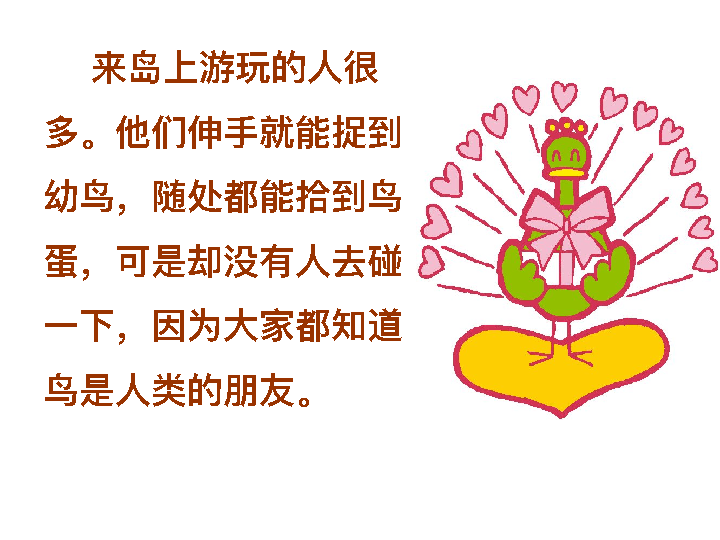 来岛上游玩的人很
多。他们伸手就能捉到
幼鸟，随处都能拾到鸟
蛋，可是却没有人去碰
一下，因为大家都知道
鸟是人类的朋友。